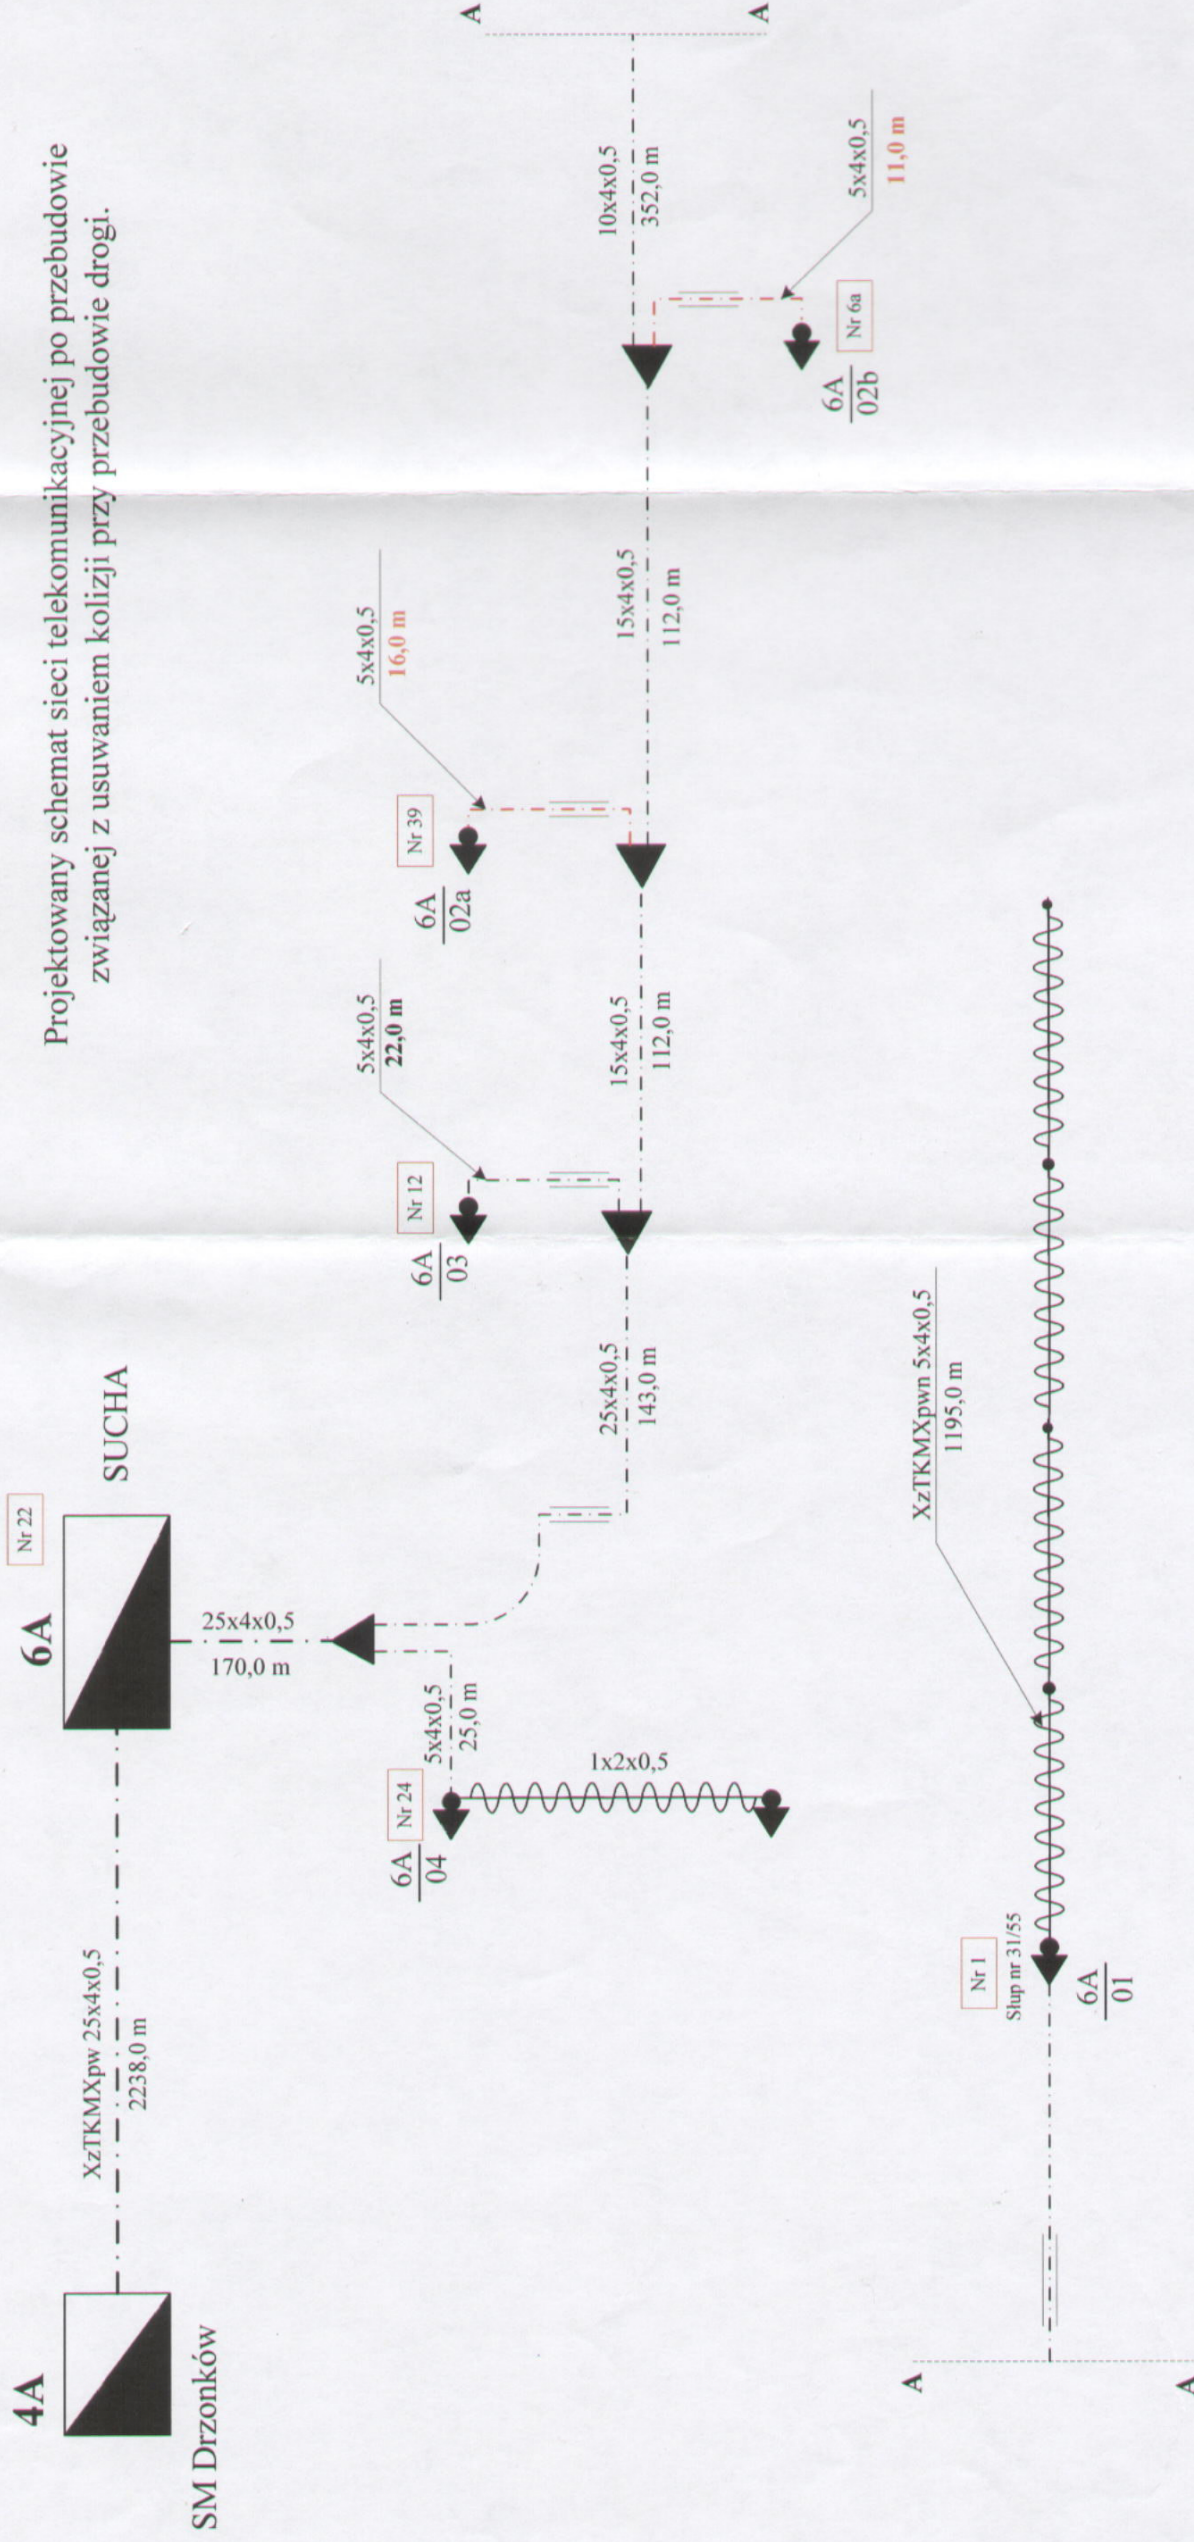 Projektowany schemat sieci telekomunikacyjnej po przebudowie
związanej z usuwaniem kolizji przy przebudowie drogi.
4A
SM Drzonków
XzTKMXpw 25x4x0,5
2238,0 m
6A
Nr 22
SUCHA
25x4x0,5
170,0 m
5x4x0,5
25,0 m
Nr 24
6A
04
1x2x0,5
25x4x0,5
143,0 m
Nr 12
6A
03
5x4x0,5
22,0 m
15x4x0,5
112,0 m
Nr 39
6A
02a
5x4x0,5
16,0 m
15x4x0,5
112,0 m
6A
02b
Nr 6a
5x4x0,5
11,0 m
10x4x0,5
352,0 m
A
A
A
A
Nr 1
Słup nr 31/55
6A
01
XzTKMXpwn 5x4x0,5
1195,0 m